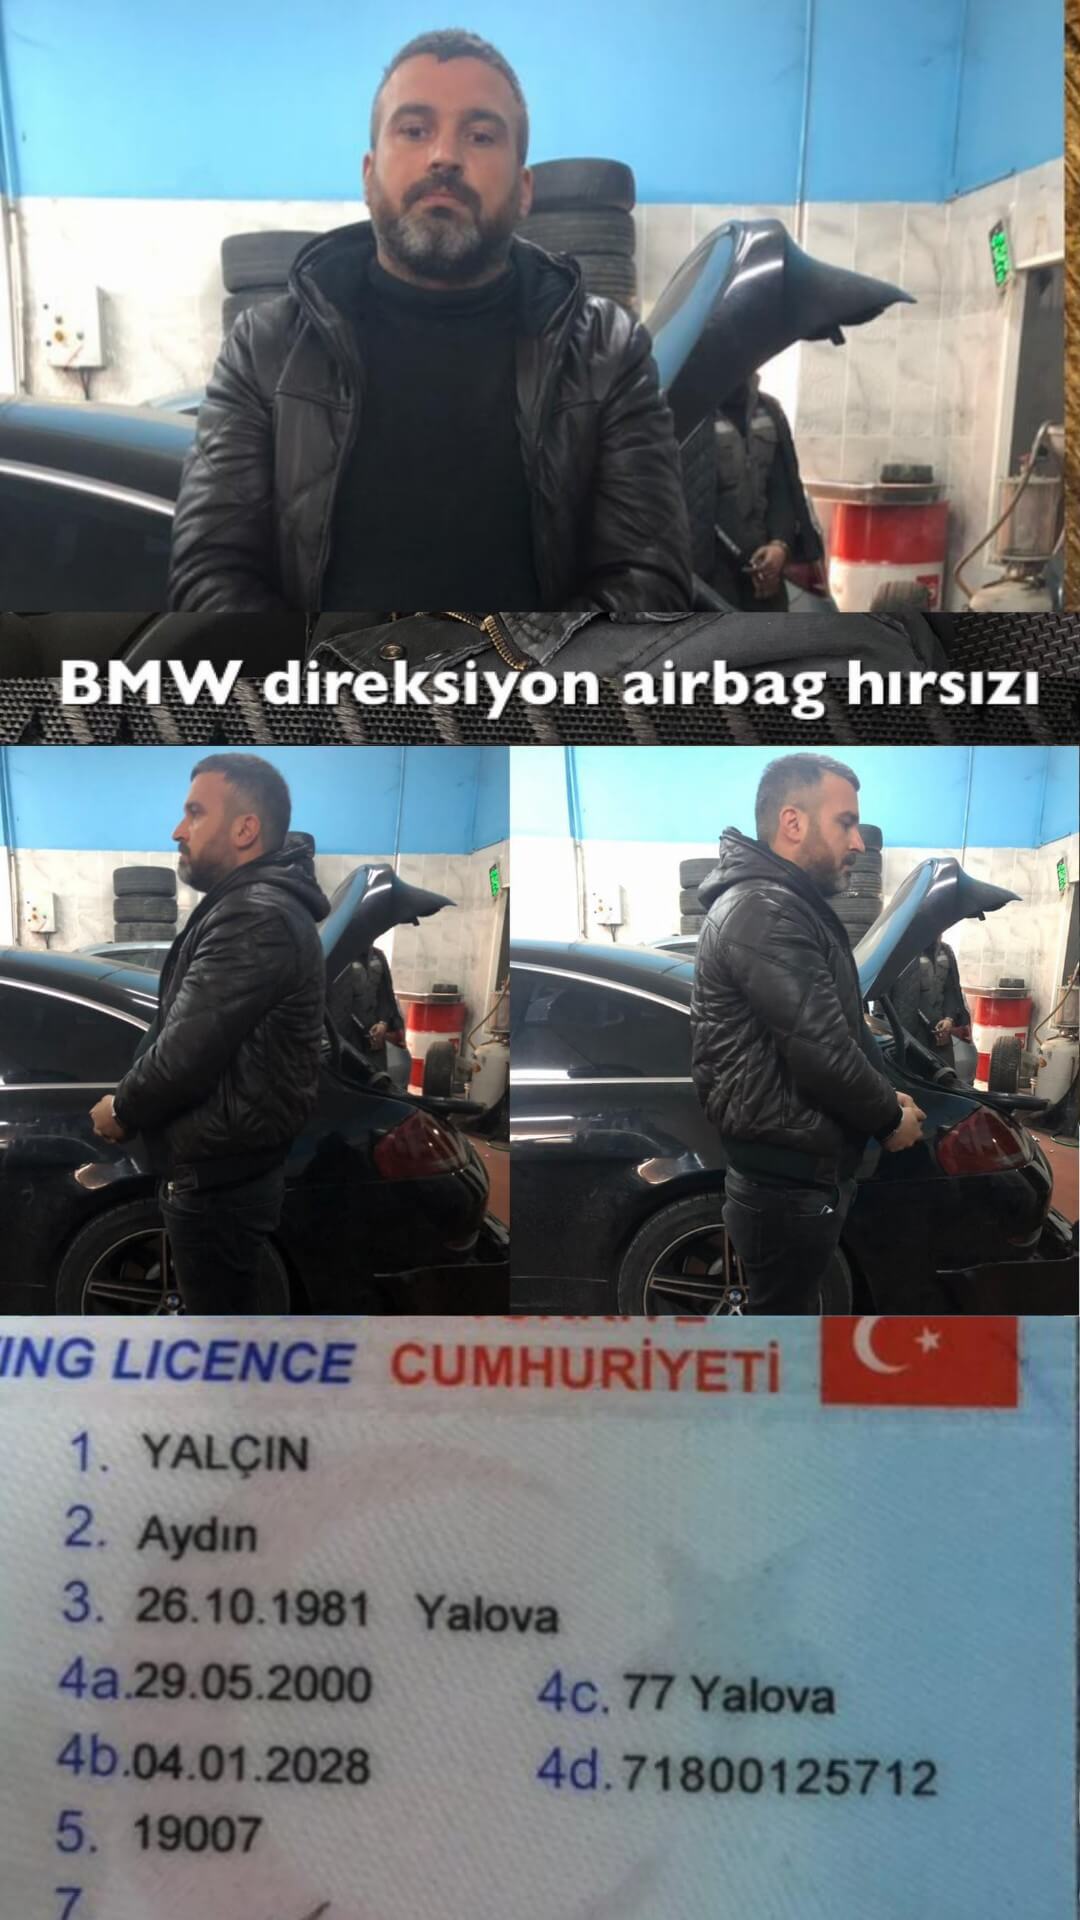 BMW direksiyon airbag hırsızı
ING LICENCE CUMHURİYETİ
1. YALÇIN
2. Aydın
3. 26.10.1981 Yalova
4a.29.05.2000 4c. 77 Yalova
4b.04.01.2028 4d.71800125712
5. 19007
7